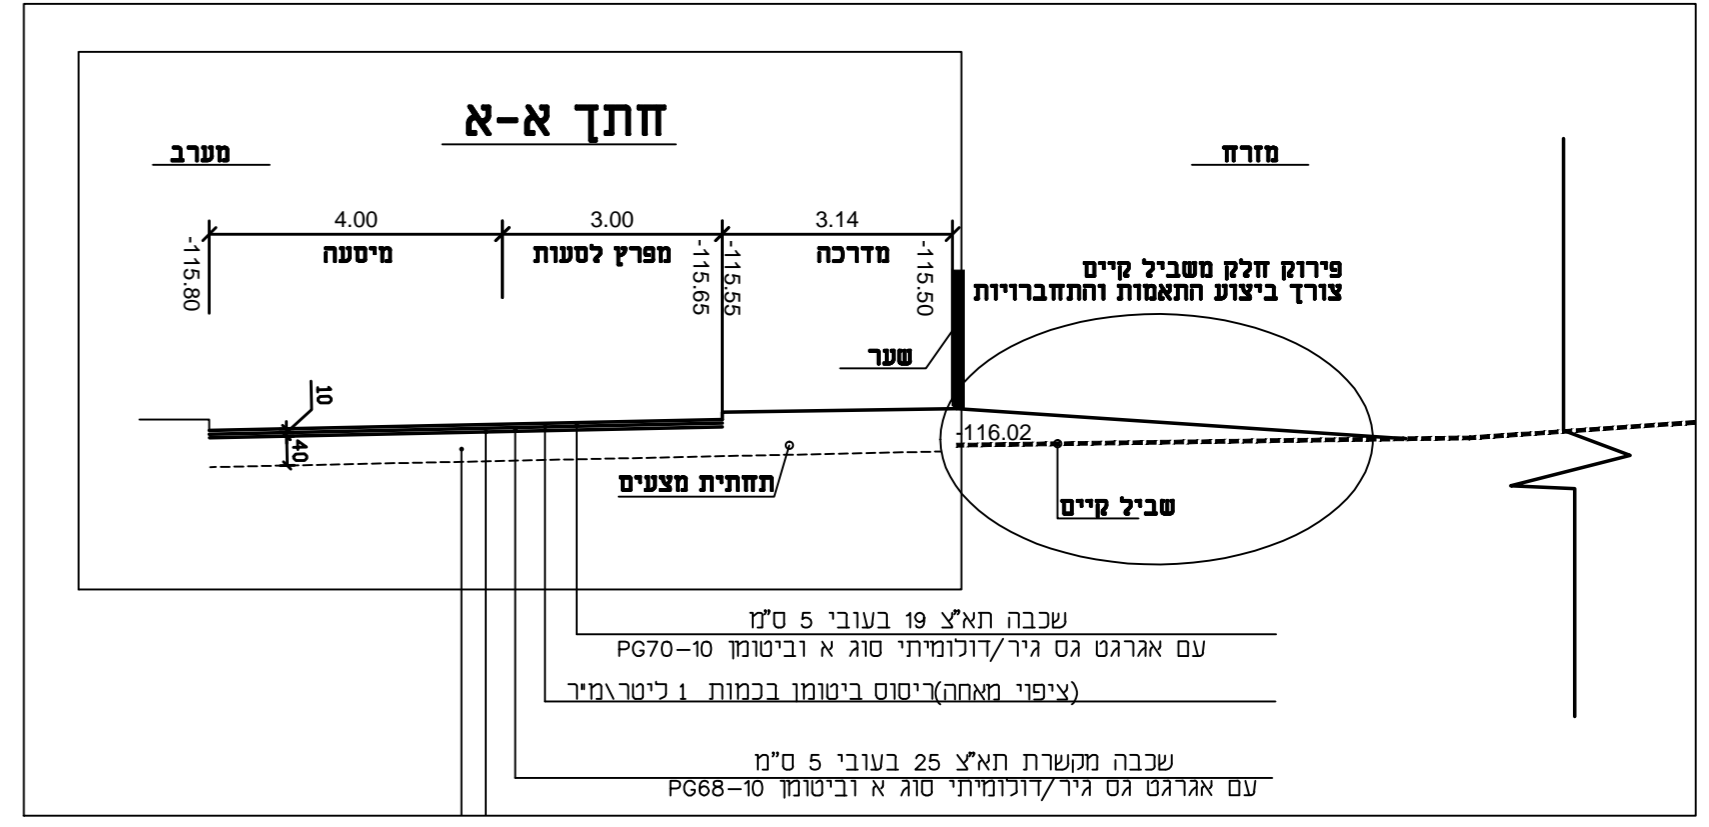 חתך א-א
מערב
מזרח
4.00
3.00
3.14
מיסעה
מפרץ לסעות
מדרכה
-115.80
-115.65
-115.55
-115.50
פירוק חלק משביל קיים
צורך ביצוע התאמות והתחברויות
שער
10
40
-116.02
תחתית מצעים
שביל קיים
שכבה תא"צ 19 בעובי 5 ס"מ
עם אגרגט גס גיר/דולומיתי סוג א וביטומן PG70-10
(ציפוי מאחה)ריסוס ביטומן בכמות 1 ליטר\מ"ר
שכבה מקשרת תא"צ 25 בעובי 5 ס"מ
עם אגרגט גס גיר/דולומיתי סוג א וביטומן PG68-10